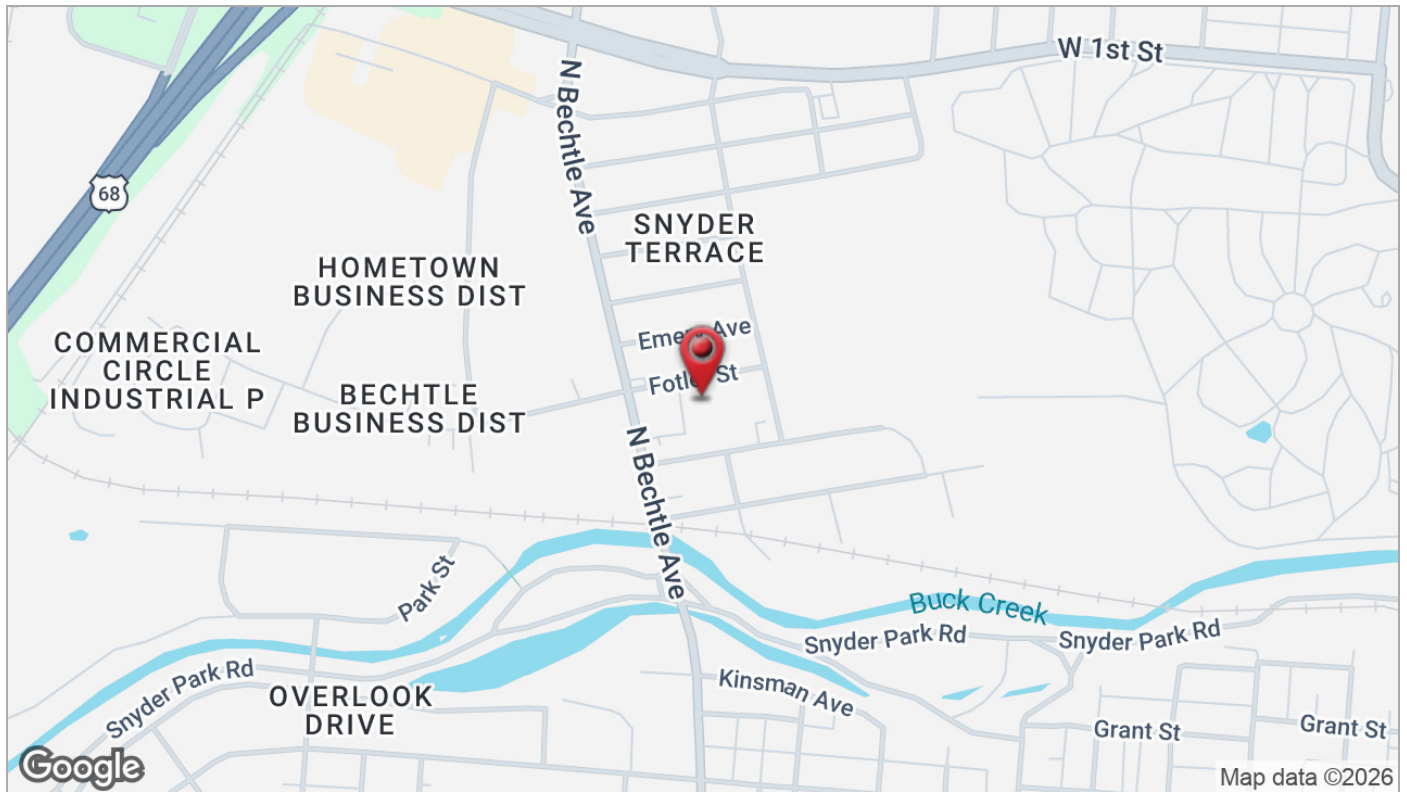 W 1st St
N Bechtle Ave
68
SNYDER
TERRACE
HOMETOWN
BUSINESS DIST
Ave
COMMERCIAL
CIRCLE
INDUSTRIAL P
St
BECHTLE
BUSINESS DIST
N Bechtle Ave
Park St
Buck Creek
Snyder Park Rd
Snyder Park Rd
Snyder Park Rd
Kinsman Ave
OVERLOOK
DRIVE
Grant St
Grant St
Google
Map data ©2026